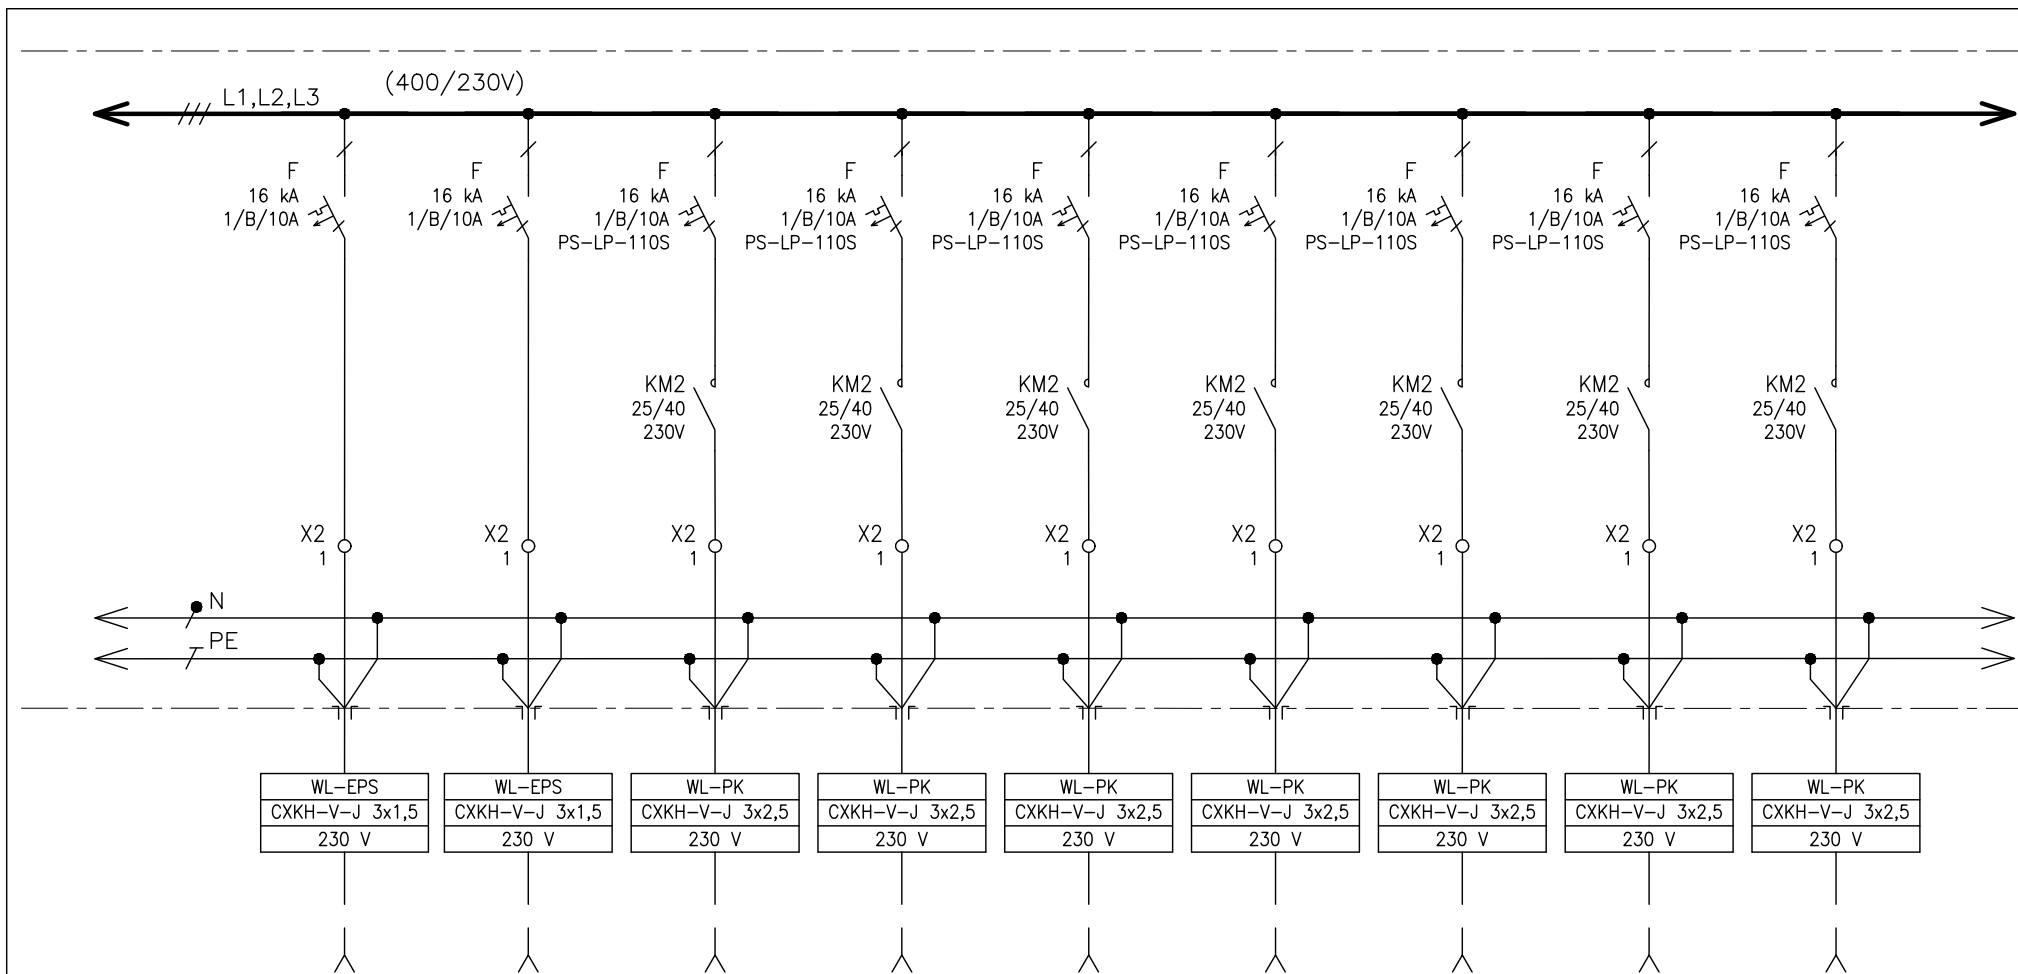 (400/230V)
L1,L2,L3
F F F F F F F F F
16 kA 16 kA 16 kA 16 kA 16 kA 16 kA 16 kA 16 kA 16 kA
1/B/10A 1/B/10A 1/B/10A 1/B/10A 1/B/10A 1/B/10A 1/B/10A 1/B/10A 1/B/10A
PS-LP-110S PS-LP-110S PS-LP-110S PS-LP-110S PS-LP-110S PS-LP-110S PS-LP-110S
KM2 KM2 KM2 KM2 KM2 KM2 KM2
25/40 25/40 25/40 25/40 25/40 25/40 25/40
230V 230V 230V 230V 230V 230V 230V
X2 X2 X2 X2 X2 X2 X2 X2 X2
1 1 1 1 1 1 1 1 1
N
PE
WL-EPS WL-EPS WL-PK WL-PK WL-PK WL-PK WL-PK WL-PK WL-PK
CXKH-V-J 3x1,5 CXKH-V-J 3x1,5 CXKH-V-J 3x2,5 CXKH-V-J 3x2,5 CXKH-V-J 3x2,5 CXKH-V-J 3x2,5 CXKH-V-J 3x2,5 CXKH-V-J 3x2,5 CXKH-V-J 3x2,5
230 V 230 V 230 V 230 V 230 V 230 V 230 V 230 V 230 V